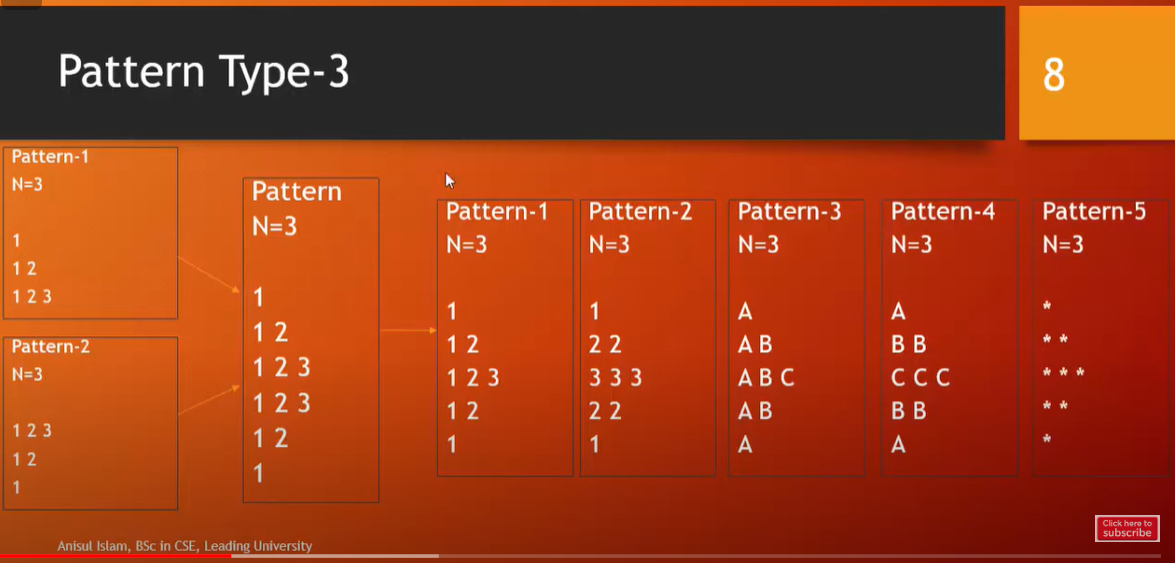 Pattern Type-3
8
Pattern-1
N=3
1
1 2
1 2 3
Pattern-2
N=3
1 2 3
1 2
1
Pattern
N=3
1
1 2
1 2 3
1 2 3
1 2
1
Pattern-1
N=3
1
1 2
1 2 3
1 2
1
Pattern-2
N=3
1
2 2
3 3 3
2 2
1
Pattern-3
N=3
A
A B
A B C
A B
A
Pattern-4
N=3
A
B B
C C C
B B
A
Pattern-5
N=3
*
* *
* * *
* *
*
Anisul Islam, BSc in CSE, Leading University
Click here to
subscribe